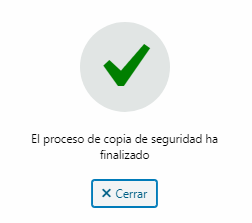 El proceso de copia de seguridad ha
finalizado
Cerrar